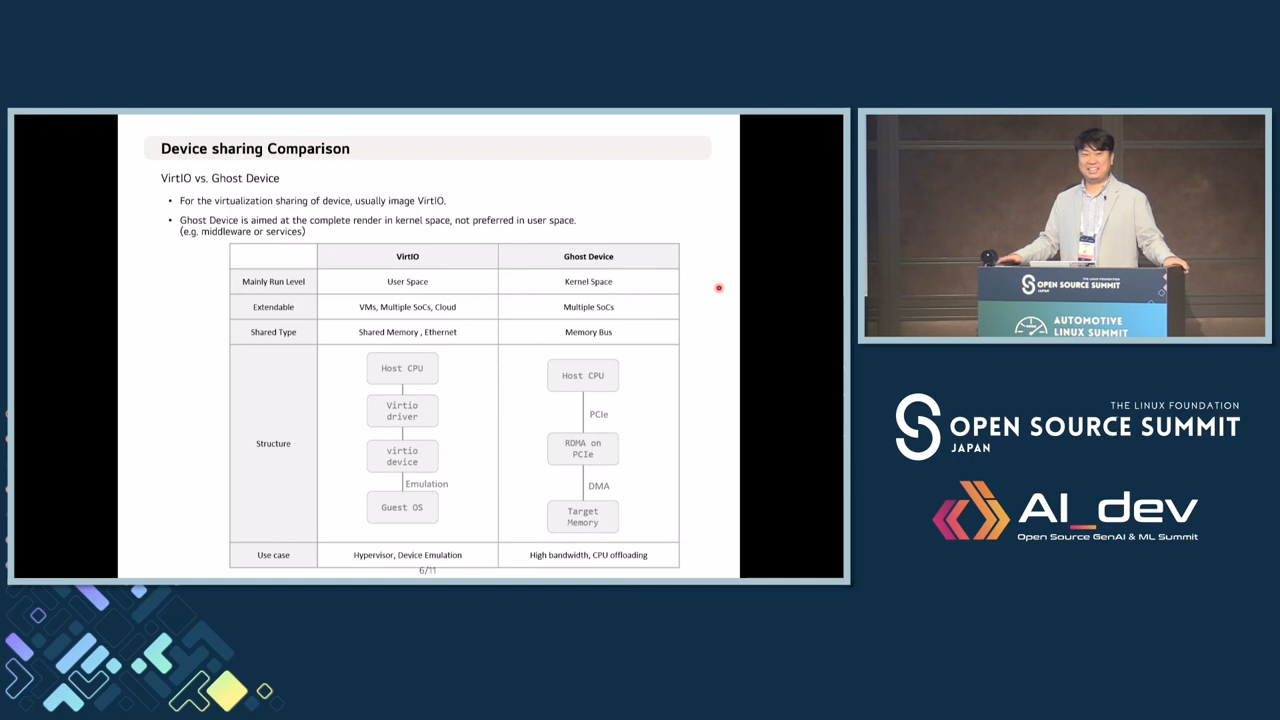 Device sharing Comparison
VirtIO vs. Ghost Device
• For the virtualization sharing of device, usually image VirtIO.
• Ghost Device is aimed at the complete render in kernel space, not preferred in user space.
(e.g. middleware or services)
VirtIO
Ghost Device
Mainly Run Level
User Space
Kernel Space
Extendable
VMs, Multiple SoCs, Cloud
Multiple SoCs
Shared Type
Shared Memory , Ethernet
Memory Bus
Structure
Host CPU
Virtio
driver
virtio
device
Emulation
Guest OS
Host CPU
PCIe
RDMA on
PCIe
DMA
Target
Memory
Use case
Hypervisor, Device Emulation
High bandwidth, CPU offloading
6/11
THE LINUX FOUNDATION
OPEN SOURCE SUMMIT
JAPAN
AUTOMOTIVE
LINUX SUMMIT
THE LINUX FOUNDATION
OPEN SOURCE SUMMIT
JAPAN
AI_dev
Open Source GenAI & ML Summit